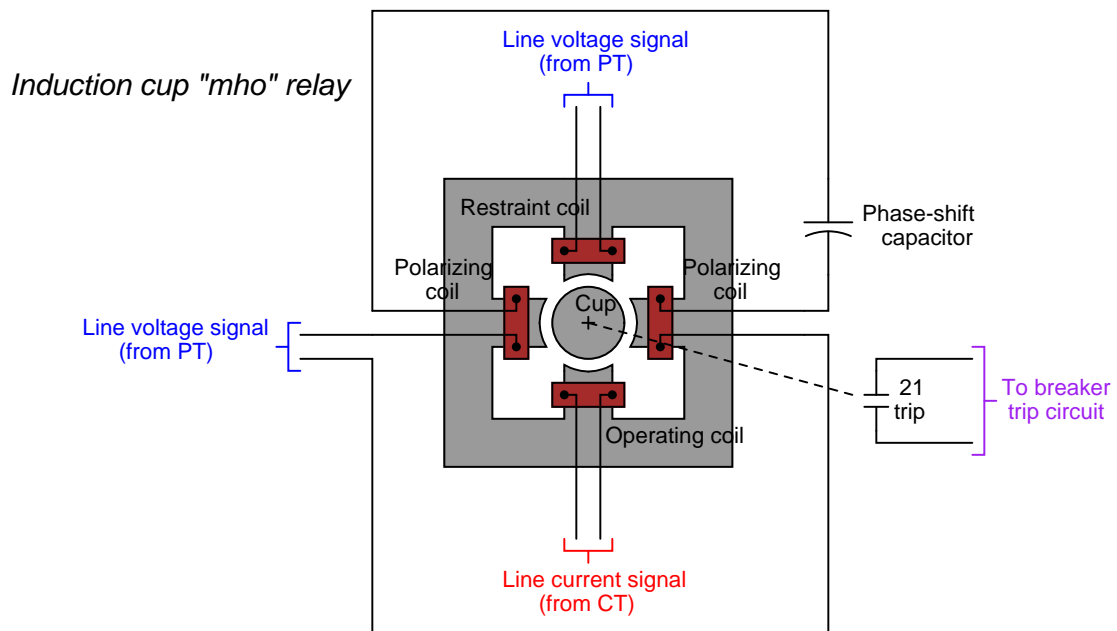 Line voltage signal
(from PT)
Induction cup "mho" relay
Restraint coil
Phase-shift
capacitor
Polarizing
coil
Polarizing
coil
Cup
Line voltage signal
(from PT)
21
trip
To breaker
trip circuit
Operating coil
Line current signal
(from CT)